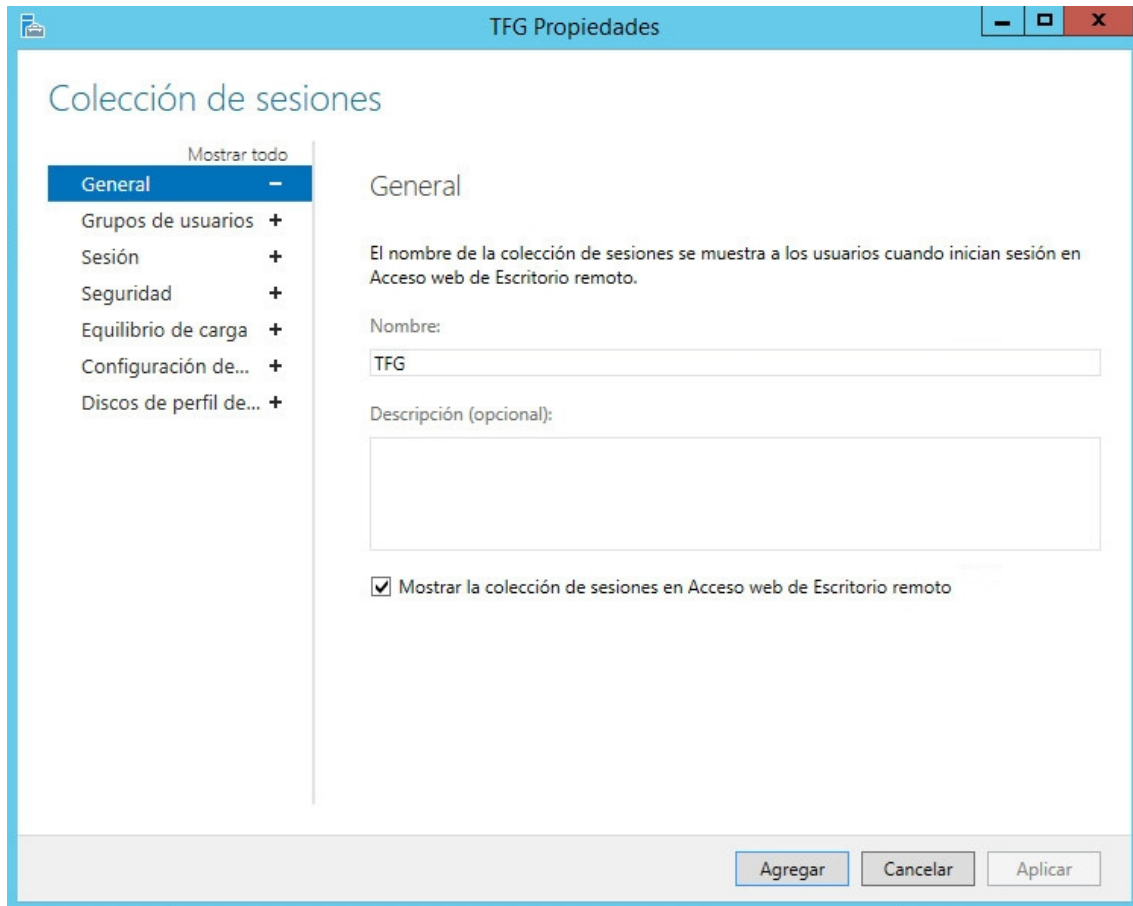 TFG Propiedades
Colección de sesiones
Mostrar todo
General
Grupos de usuarios
Sesión
Seguridad
Equilibrio de carga
Configuración de...
Discos de perfil de...
General
El nombre de la colección de sesiones se muestra a los usuarios cuando inician sesión en
Acceso web de Escritorio remoto.
Nombre:
TFG
Descripción (opcional):
Mostrar la colección de sesiones en Acceso web de Escritorio remoto
Agregar
Cancelar
Aplicar